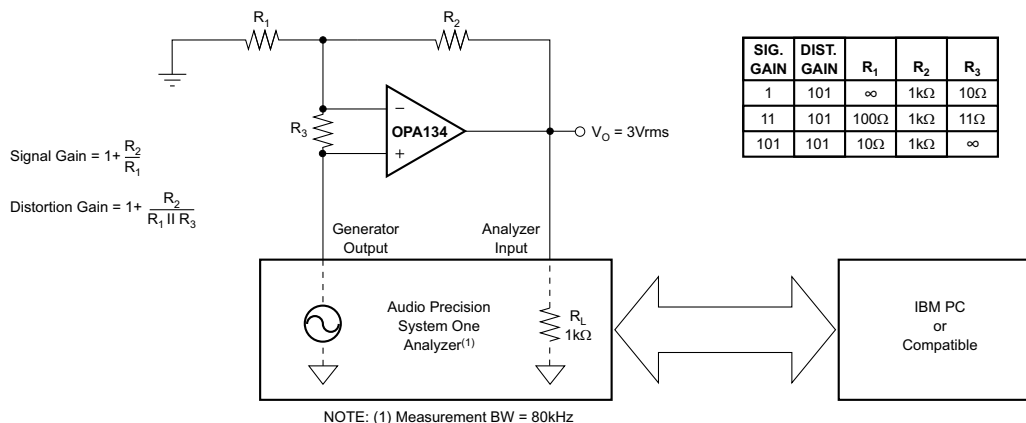 R1
R2
SIG. GAIN
DIST. GAIN
R1
R2
R3
1
101
∞
1kΩ
10Ω
11
101
100Ω
1kΩ
11Ω
101
101
10Ω
1kΩ
∞
R3
−
+
OPA134
VO = 3Vrms
Signal Gain = 1+ R2 / R1
Distortion Gain = 1+ R2 / R1 II R3
Generator
Output
Analyzer
Input
Audio Precision
System One
Analyzer(1)
RL
1kΩ
IBM PC
or
Compatible
NOTE: (1) Measurement BW = 80kHz